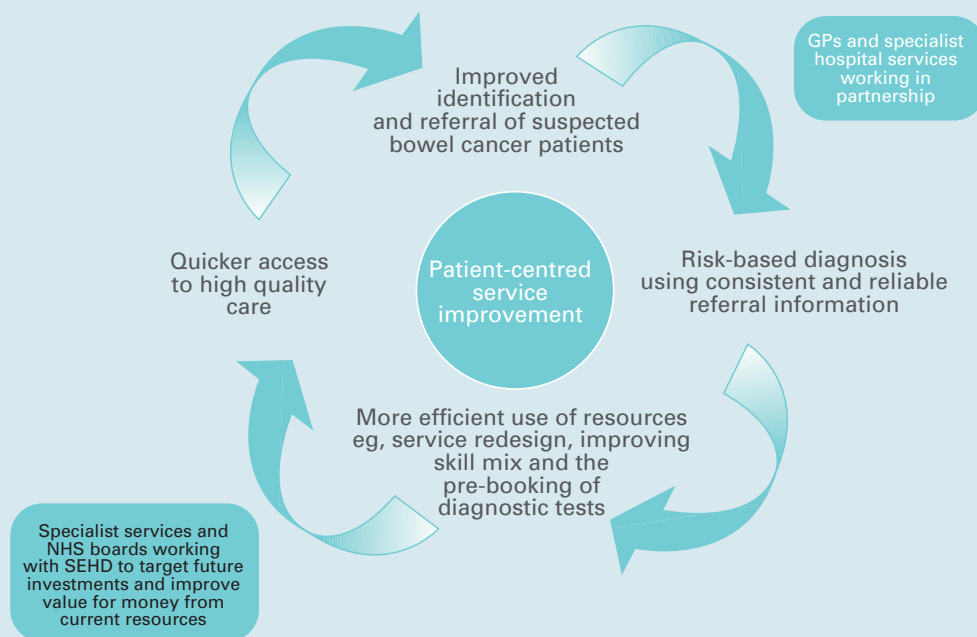 GPs and specialist
hospital services
working in
partnership
Improved
identification
and referral of suspected
bowel cancer patients
Risk-based diagnosis
using consistent and reliable
referral information
Patient-centred
service
improvement
Quicker access
to high quality
care
More efficient use of resources
eg, service redesign, improving
skill mix and the
pre-booking of
diagnostic tests
Specialist services and
NHS boards working
with SEHD to target future
investments and improve
value for money from
current resources